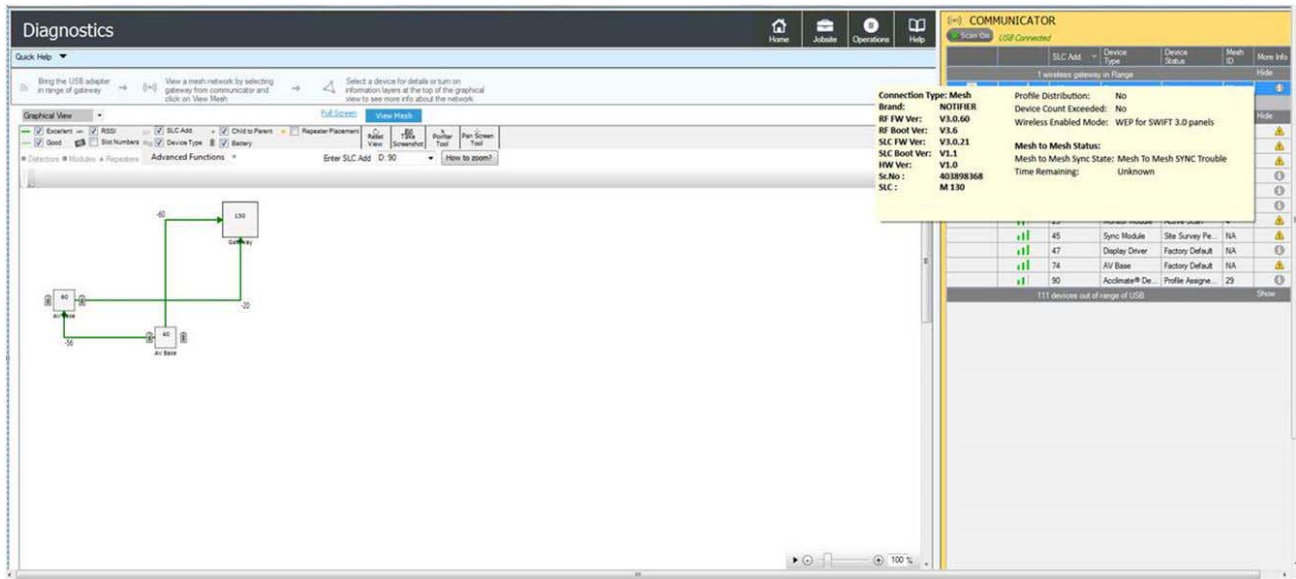 Diagnostics
Home
Jobsite
Operations
Help
Quick Help
Bring the USB adapter
in range of gateway
View a mesh network by selecting
gateway from communicator and
click on View Mesh
Select a device for details or turn on
information layers at the top of the graphical
view to see more info about the network
Graphical View
Full Screen
View Mesh
Excellent
RSSI
SLC Add.
Child to Parent
Repeater Placement
Good
Slot Numbers
Device Type
Battery
Reset
View
Take
Screenshot
Pointer
Tool
Pan Screen
Tool
Detectors
Modules
Repeaters
Advanced Functions
Enter SLC Add
D: 90
How to zoom?
-60
130
Gateway
60
AV Base
-20
-56
40
AV Base
100 %
COMMUNICATOR
Scan On
USB Connected
SLC Add
Device
Type
Device
Status
Mesh
ID
More Info
1 wireless gateway in Range
Hide
Hide
Connection Type: Mesh
Brand: NOTIFIER
RF FW Ver: V3.0.60
RF Boot Ver: V3.6
SLC FW Ver: V3.0.21
SLC Boot Ver: V1.1
HW Ver: V1.0
Sr.No : 403898368
SLC : M 130
Profile Distribution: No
Device Count Exceeded: No
Wireless Enabled Mode: WEP for SWIFT 3.0 panels
Mesh to Mesh Status:
Mesh to Mesh Sync State: Mesh To Mesh SYNC Trouble
Time Remaining: Unknown
45 Sync Module Site Survey Pe... NA
47 Display Driver Factory Default NA
74 AV Base Factory Default NA
90 Acclimate® De... Profile Assigne... 29
111 devices out of range of USB
Show